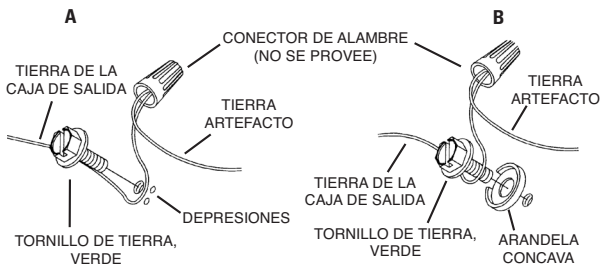 A
B
CONECTOR DE ALAMBRE
(NO SE PROVEE)
TIERRA DE LA
CAJA DE SALIDA
TIERRA
ARTEFACTO
TIERRA
ARTEFACTO
DEPRESIONES
TORNILLO DE TIERRA,
VERDE
TIERRA DE LA
CAJA DE SALIDA
TORNILLO DE TIERRA,
VERDE
ARANDELA
CONCAVA